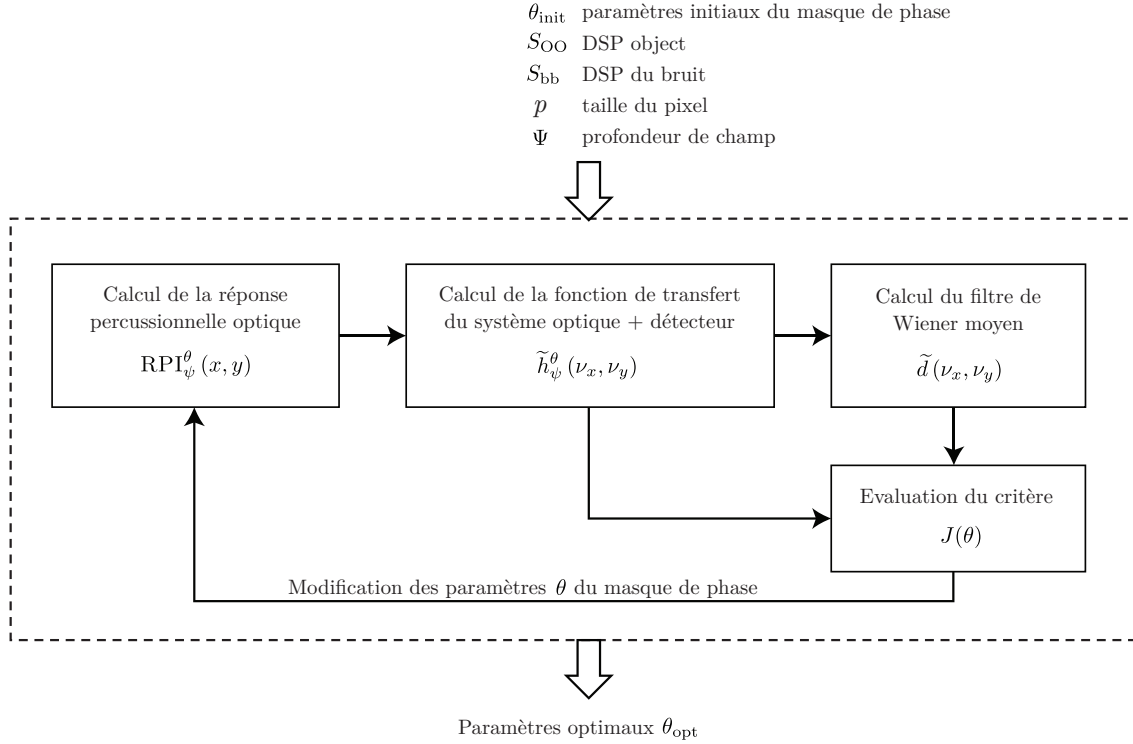 θ_init paramètres initiaux du masque de phase
S_OO DSP object
S_bb DSP du bruit
p taille du pixel
Ψ profondeur de champ
Calcul de la réponse
percussionnelle optique
RPI_ψ^θ (x, y)
Calcul de la fonction de transfert
du système optique + détecteur
h̃_ψ^θ (ν_x, ν_y)
Calcul du filtre de
Wiener moyen
d̃ (ν_x, ν_y)
Evaluation du critère
J(θ)
Modification des paramètres θ du masque de phase
Paramètres optimaux θ_opt